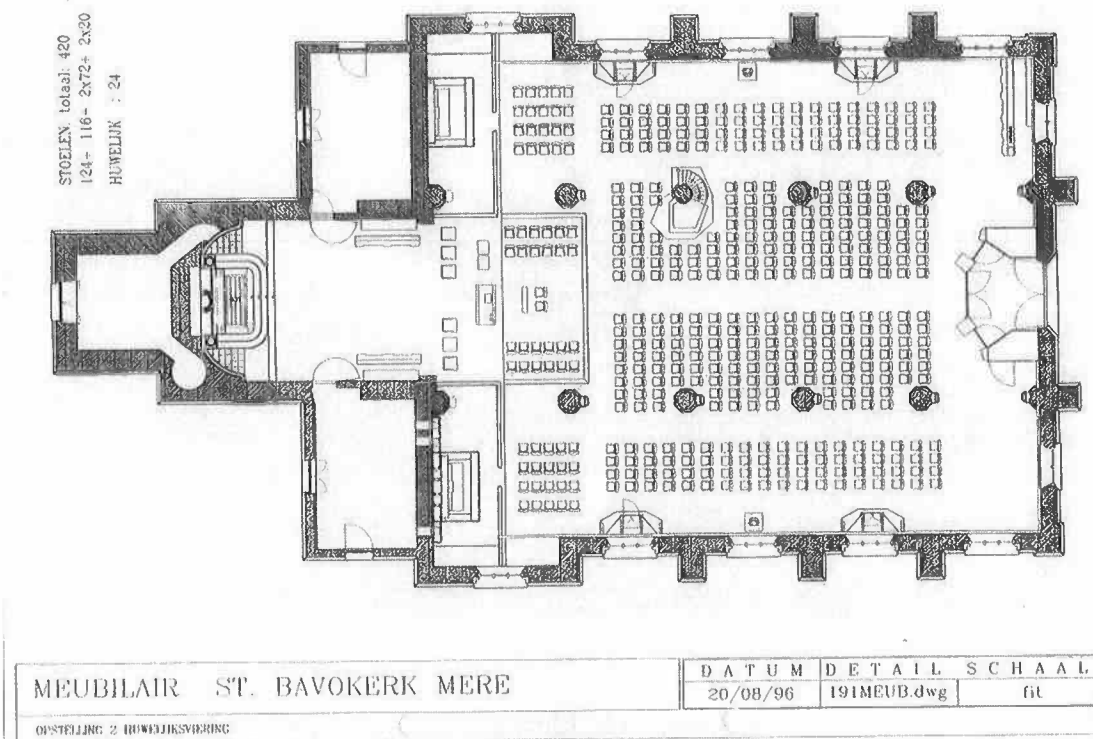 STOELEN totaal: 420
124+ 116+ 2x72+ 2x20
HUWELIJK : 24
MEUBILAIR ST. BAVOKERK MERE
OPSTELLING 2 HUWELIJKSVIERING
DATUM DETAIL SCHAAL
20/08/96 191MEUB.dwg fit